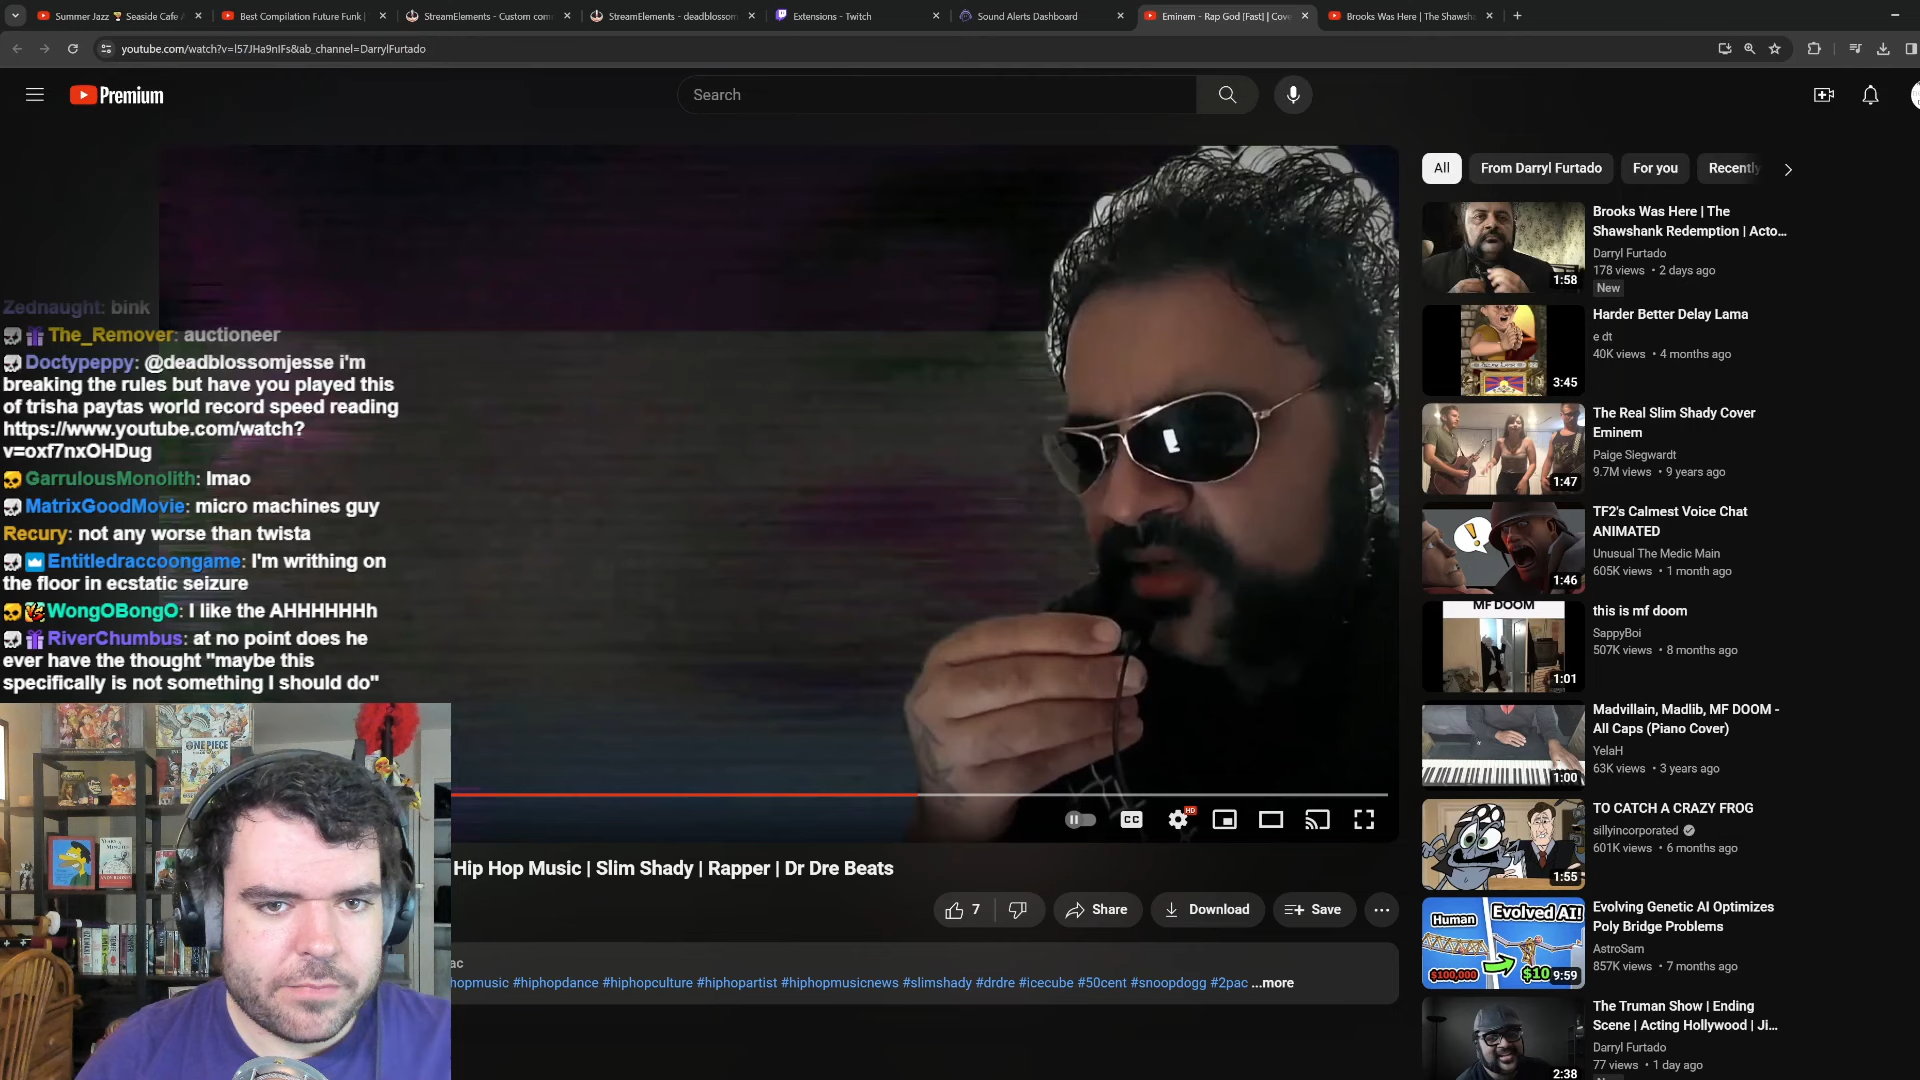 Summer Jazz 🍹 Seaside Cafe
Best Compilation Future Funk |
StreamElements - Custom com
StreamElements - deadblossom
Extensions - Twitch
Sound Alerts Dashboard
Eminem - Rap God [Fast] | Cov
Brooks Was Here | The Shawsh
youtube.com/watch?v=l57JHa9nIFs&ab_channel=DarrylFurtado
Premium
Search
All
From Darryl Furtado
For you
Recently
Zednaught: bink
The_Remover: auctioneer
Doctypeppy: @deadblossomjesse i'm
breaking the rules but have you played this
of trisha paytas world record speed reading
https://www.youtube.com/watch?
v=oxf7nxOHDug
GarrulousMonolith: lmao
MatrixGoodMovie: micro machines guy
Recury: not any worse than twista
Entitledraccoongame: I'm writhing on
the floor in ecstatic seizure
WongOBongO: I like the AHHHHHHh
RiverChumbus: at no point does he
ever have the thought "maybe this
specifically is not something I should do"
ONE PIECE
CC
HD
Hip Hop Music | Slim Shady | Rapper | Dr Dre Beats
7
Share
Download
Save
ac
hopmusic #hiphopdance #hiphopculture #hiphopartist #hiphopmusicnews #slimshady #drdre #icecube #50cent #snoopdogg #2pac ...more
1:58
Brooks Was Here | The
Shawshank Redemption | Acto...
Darryl Furtado
178 views • 2 days ago
New
3:45
Harder Better Delay Lama
e dt
40K views • 4 months ago
1:47
The Real Slim Shady Cover
Eminem
Paige Siegwardt
9.7M views • 9 years ago
1:46
TF2's Calmest Voice Chat
ANIMATED
Unusual The Medic Main
605K views • 1 month ago
MF DOOM
1:01
this is mf doom
SappyBoi
507K views • 8 months ago
1:00
Madvillain, Madlib, MF DOOM -
All Caps (Piano Cover)
YelaH
63K views • 3 years ago
1:55
TO CATCH A CRAZY FROG
sillyincorporated
601K views • 6 months ago
Human
Evolved AI!
$100,000
$10
9:59
Evolving Genetic AI Optimizes
Poly Bridge Problems
AstroSam
857K views • 7 months ago
2:38
The Truman Show | Ending
Scene | Acting Hollywood | Ji...
Darryl Furtado
77 views • 1 day ago